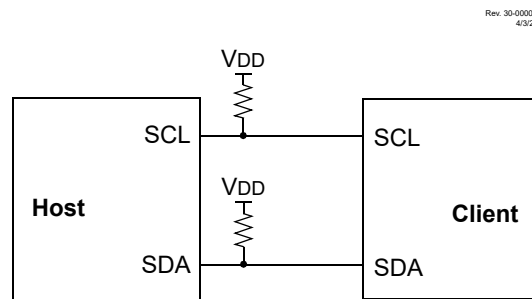 Rev. 30-0000
4/3/2
VDD
SCL
SCL
Host
VDD
Client
SDA
SDA